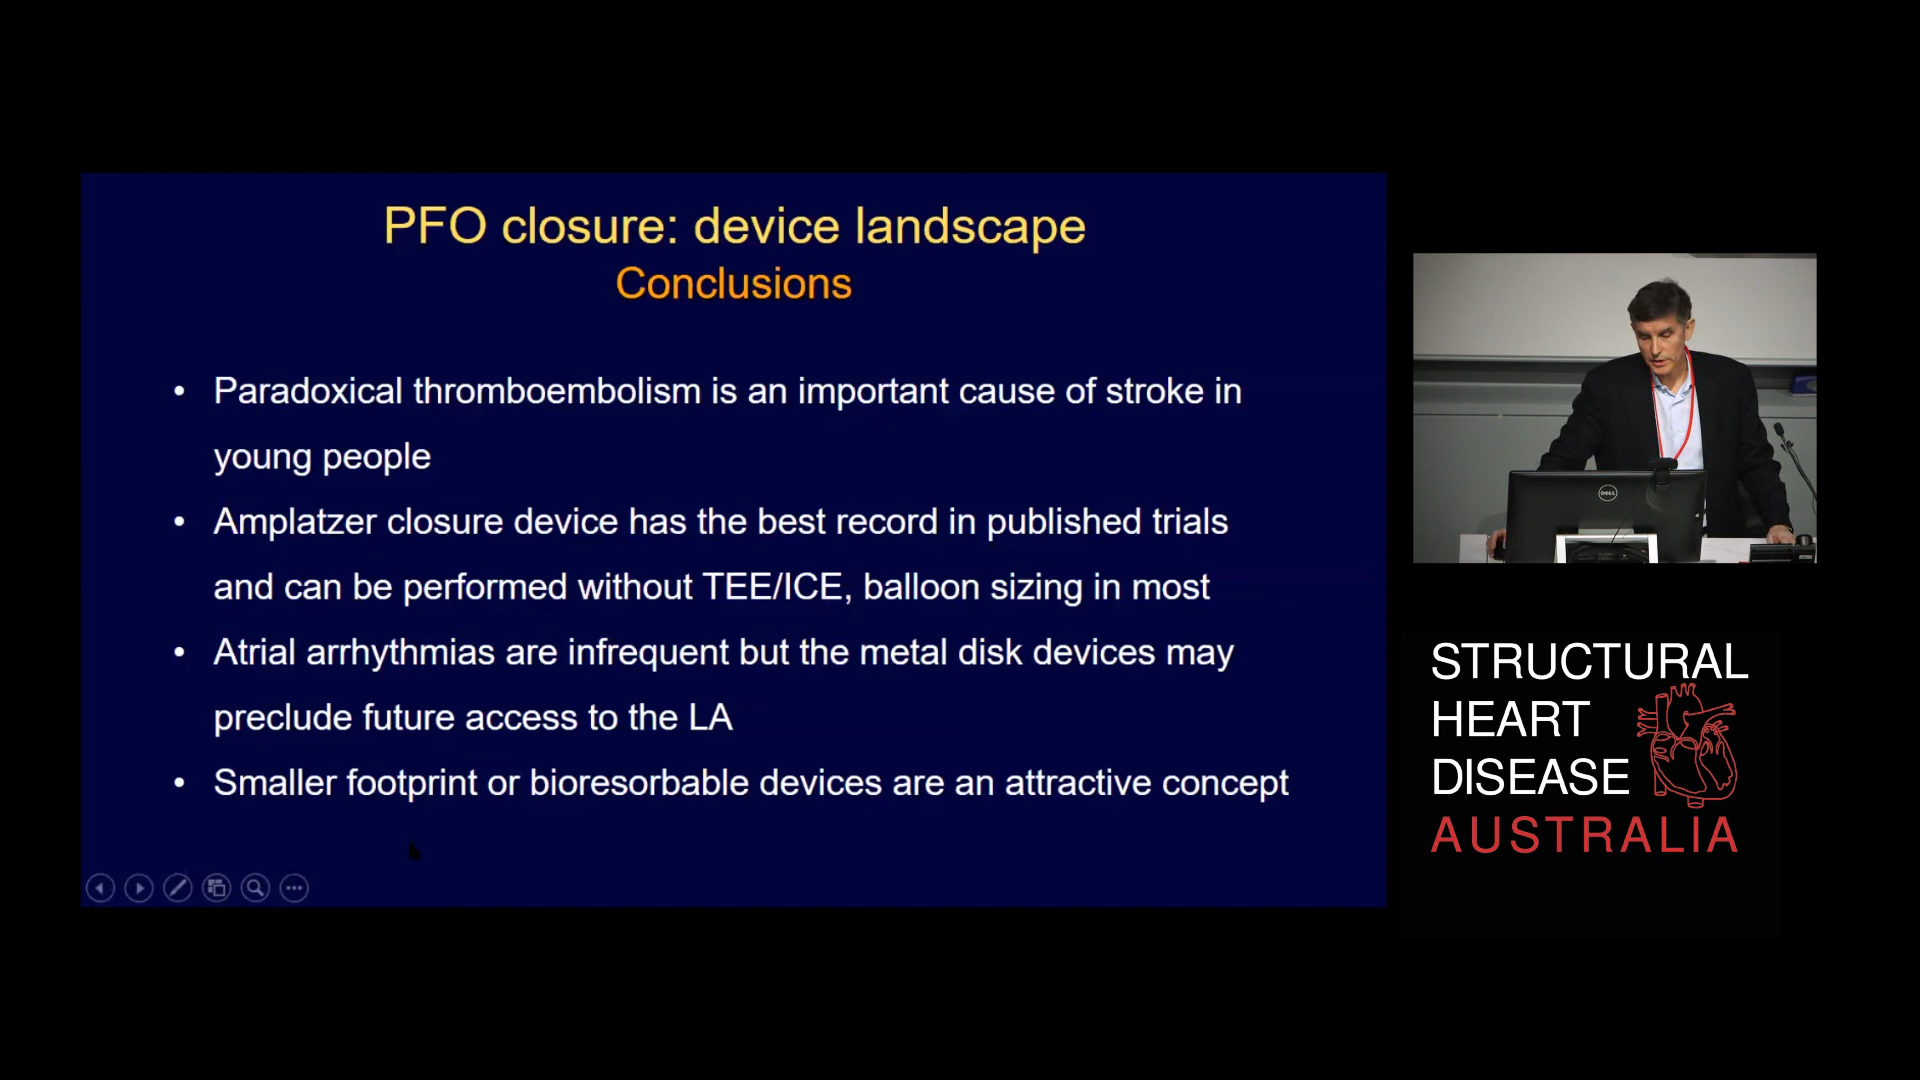 PFO closure: device landscape
Conclusions
• Paradoxical thromboembolism is an important cause of stroke in
young people
• Amplatzer closure device has the best record in published trials
and can be performed without TEE/ICE, balloon sizing in most
• Atrial arrhythmias are infrequent but the metal disk devices may
preclude future access to the LA
• Smaller footprint or bioresorbable devices are an attractive concept
DELL
STRUCTURAL
HEART
DISEASE
AUSTRALIA